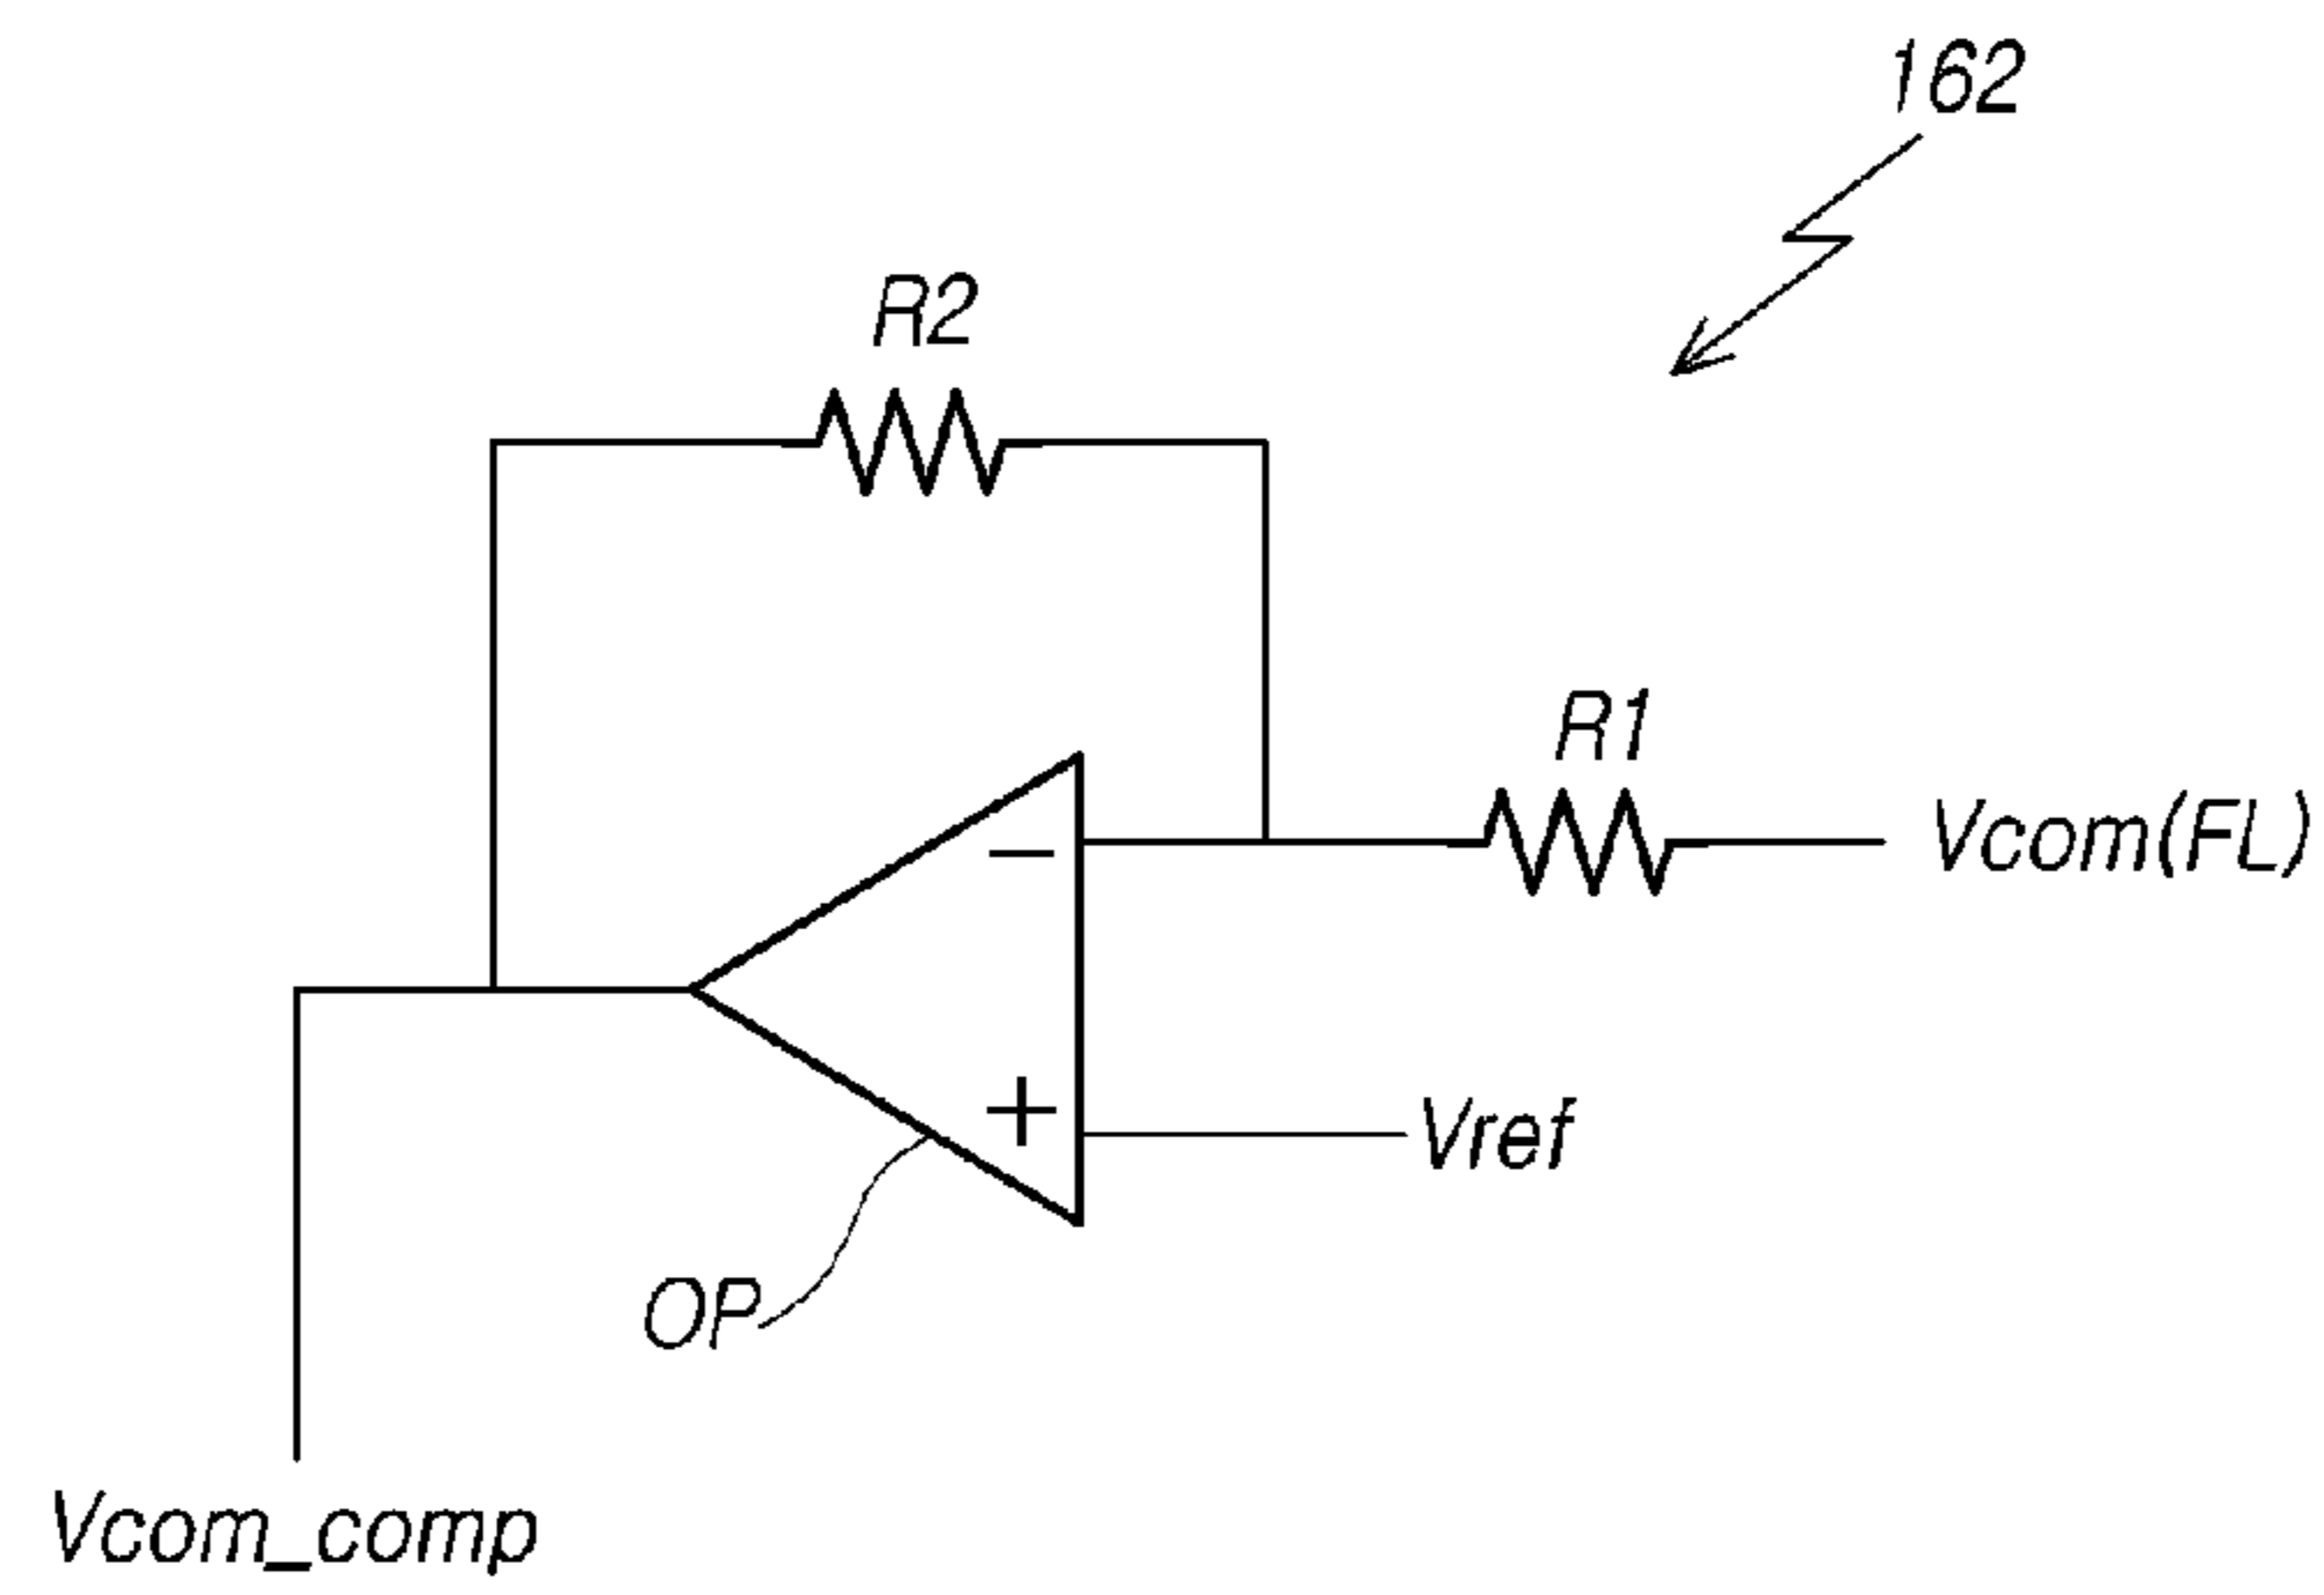 162
R2
R1
Vcom(FL)
−
+
Vref
OP
Vcom_comp